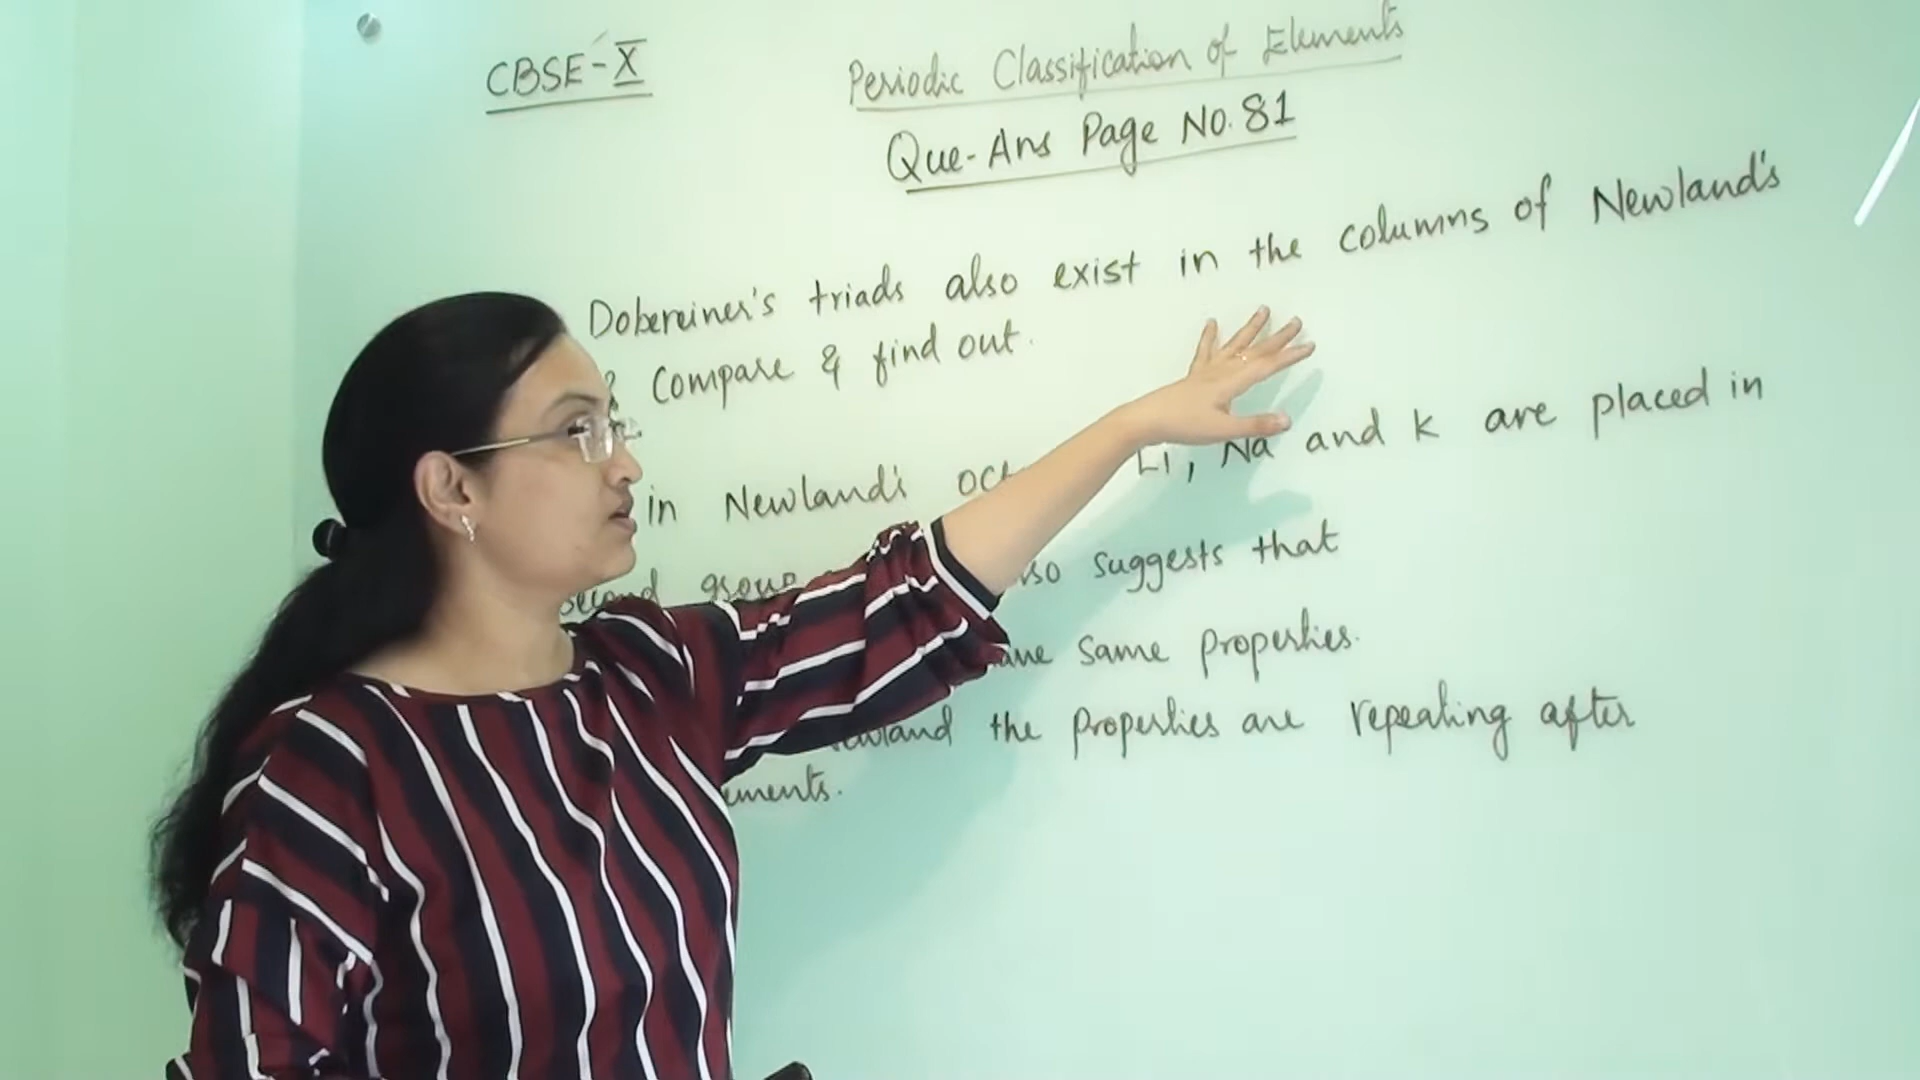 CBSE-X
Periodic Classification of Elements
Que-Ans Page No. 81
Dobereiner's triads also exist in the columns of Newland's
? Compare & find out.
in Newland's Li, Na and K are placed in
second group suggests that
same properties.
the properties are repeating after